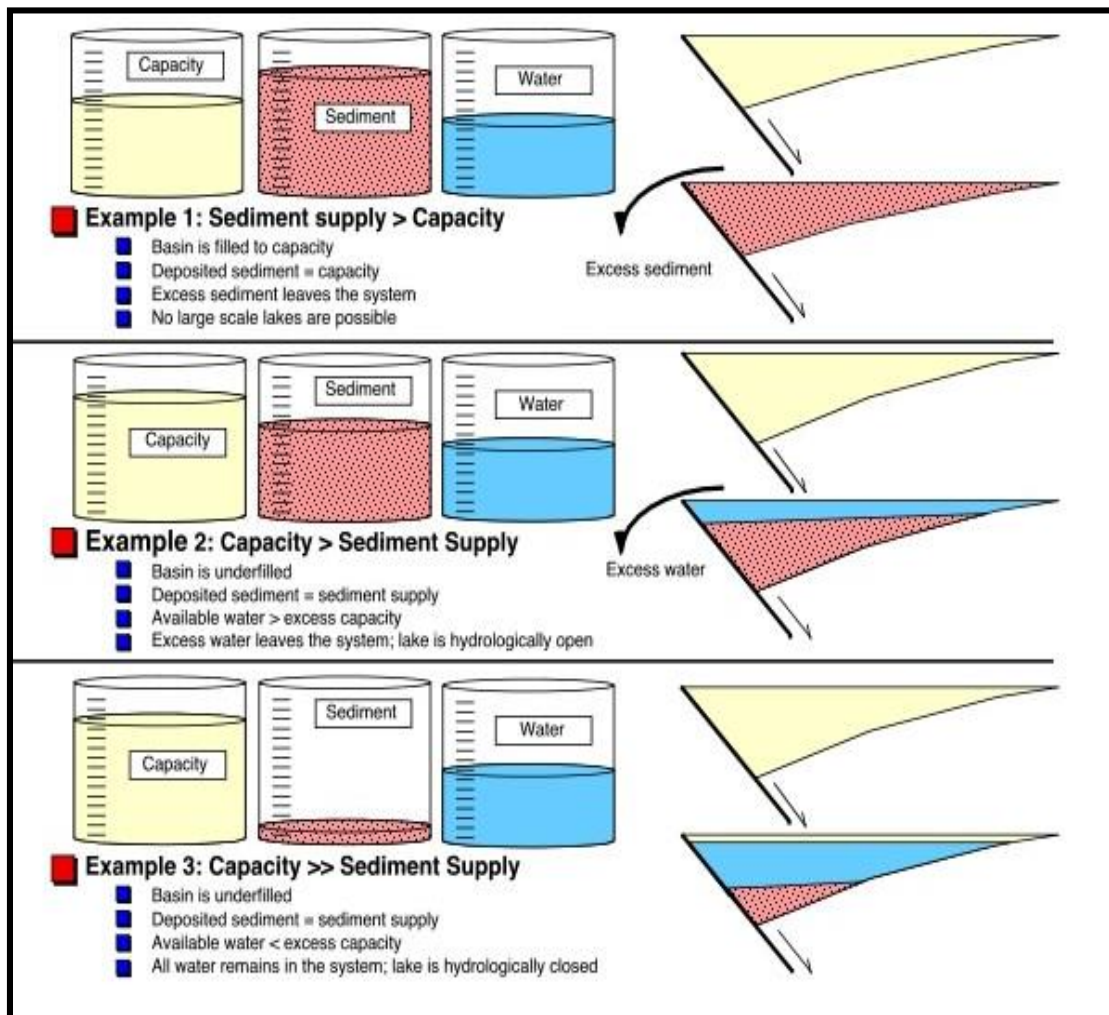 Capacity
Sediment
Water
Example 1: Sediment supply > Capacity
Basin is filled to capacity
Deposited sediment = capacity
Excess sediment leaves the system
No large scale lakes are possible
Excess sediment
Capacity
Sediment
Water
Example 2: Capacity > Sediment Supply
Basin is underfilled
Deposited sediment = sediment supply
Available water > excess capacity
Excess water leaves the system; lake is hydrologically open
Excess water
Capacity
Sediment
Water
Example 3: Capacity >> Sediment Supply
Basin is underfilled
Deposited sediment = sediment supply
Available water < excess capacity
All water remains in the system; lake is hydrologically closed